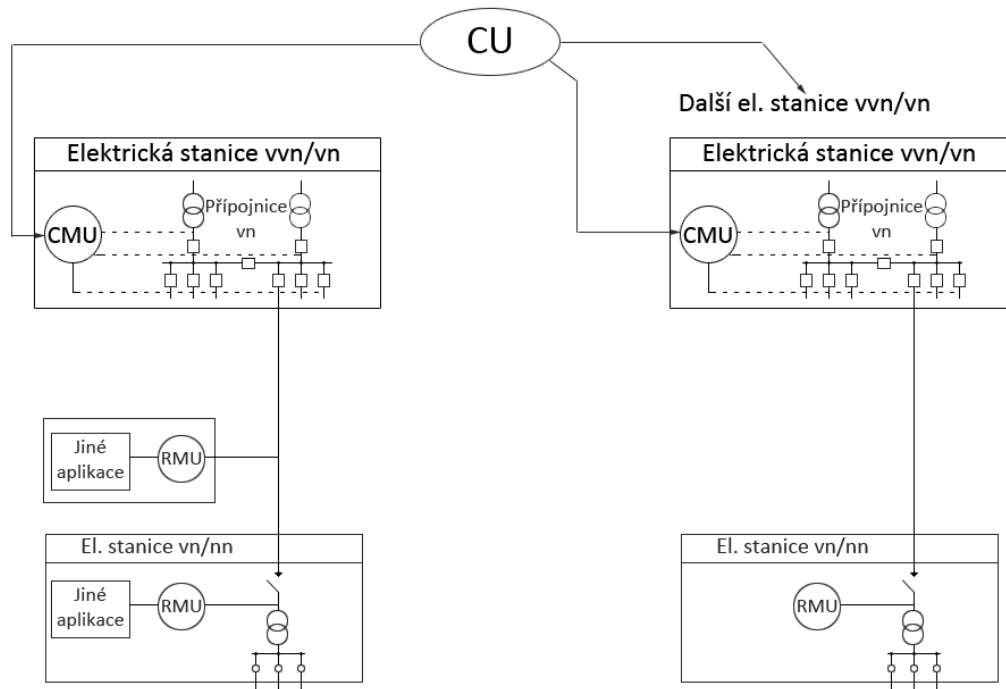 CU
Další el. stanice vvn/vn
Elektrická stanice vvn/vn
CMU
Přípojnice
vn
Elektrická stanice vvn/vn
CMU
Přípojnice
vn
Jiné
aplikace
RMU
El. stanice vn/nn
Jiné
aplikace
RMU
El. stanice vn/nn
RMU